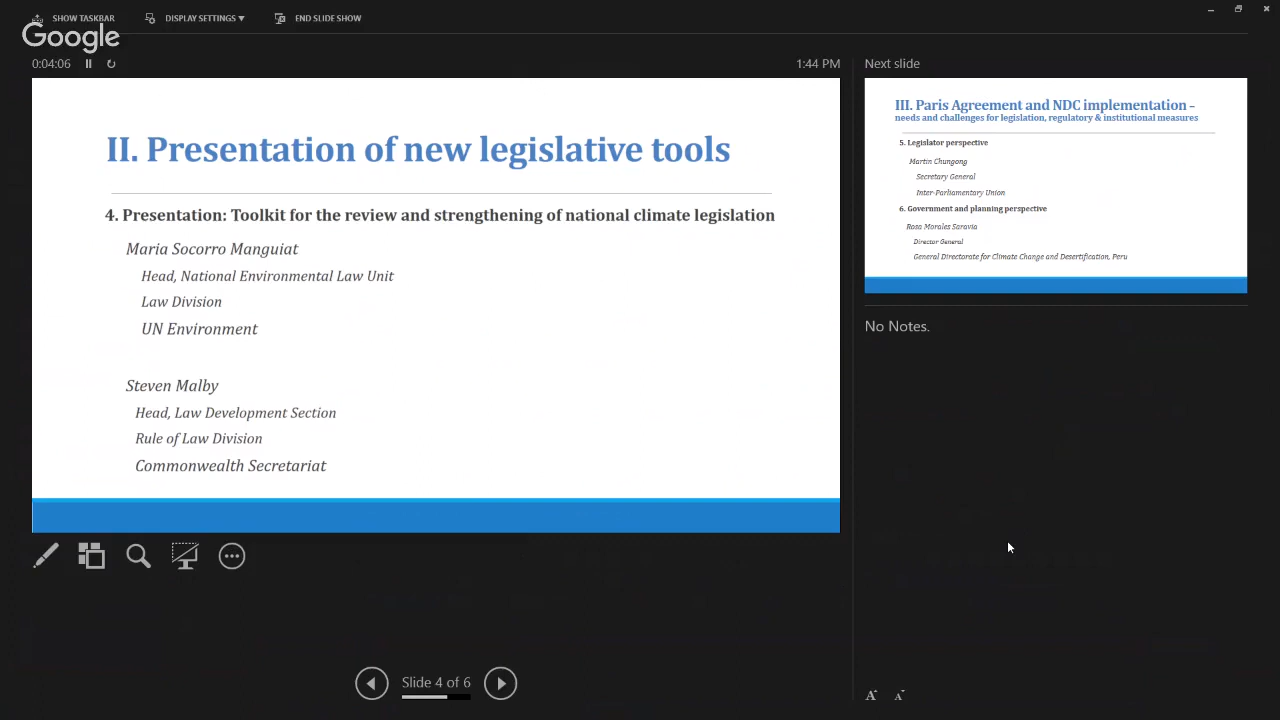 SHOW TASKBAR
DISPLAY SETTINGS ▼
END SLIDE SHOW
Google
0:04:06
1:44 PM
II. Presentation of new legislative tools
4. Presentation: Toolkit for the review and strengthening of national climate legislation
Maria Socorro Manguiat
Head, National Environmental Law Unit
Law Division
UN Environment
Steven Malby
Head, Law Development Section
Rule of Law Division
Commonwealth Secretariat
Slide 4 of 6
Next slide
III. Paris Agreement and NDC implementation –
needs and challenges for legislation, regulatory & institutional measures
5. Legislator perspective
Martin Chungong
Secretary General
Inter-Parliamentary Union
6. Government and planning perspective
Rosa Morales Saravia
Director General
General Directorate for Climate Change and Desertification, Peru
No Notes.
A
A